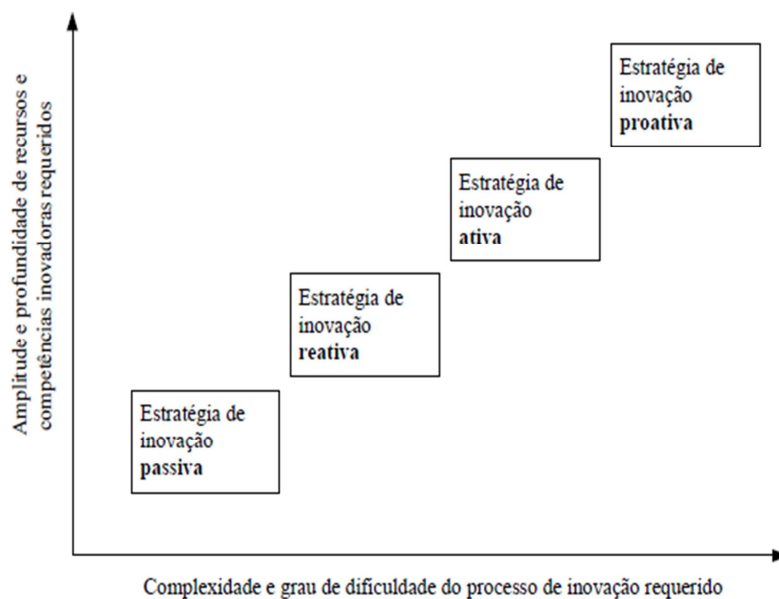 Amplitude e profundidade de recursos e
competências inovadoras requeridos
Estratégia de
inovação
proativa
Estratégia de
inovação
ativa
Estratégia de
inovação
reativa
Estratégia de
inovação
passiva
Complexidade e grau de dificuldade do processo de inovação requerido